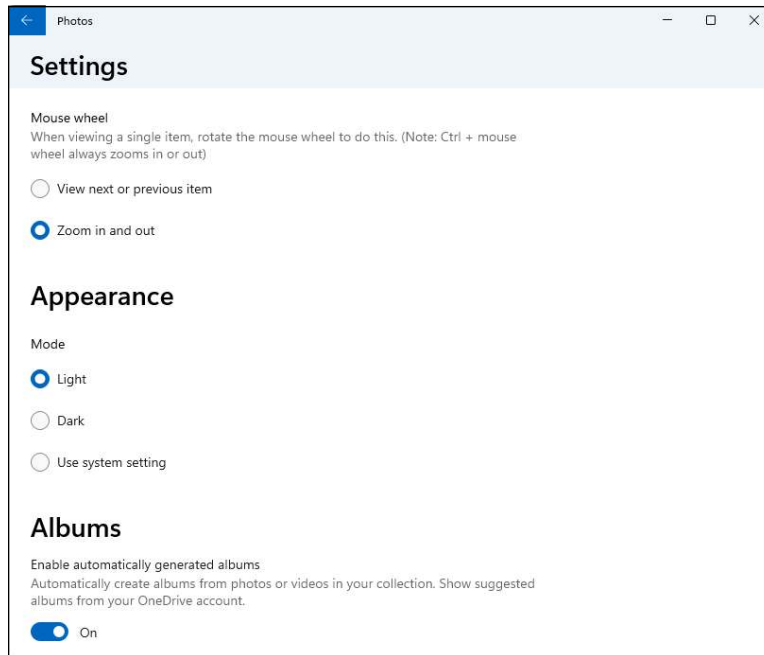 Photos
Settings
Mouse wheel
When viewing a single item, rotate the mouse wheel to do this. (Note: Ctrl + mouse
wheel always zooms in or out)
View next or previous item
Zoom in and out
Appearance
Mode
Light
Dark
Use system setting
Albums
Enable automatically generated albums
Automatically create albums from photos or videos in your collection. Show suggested
albums from your OneDrive account.
On